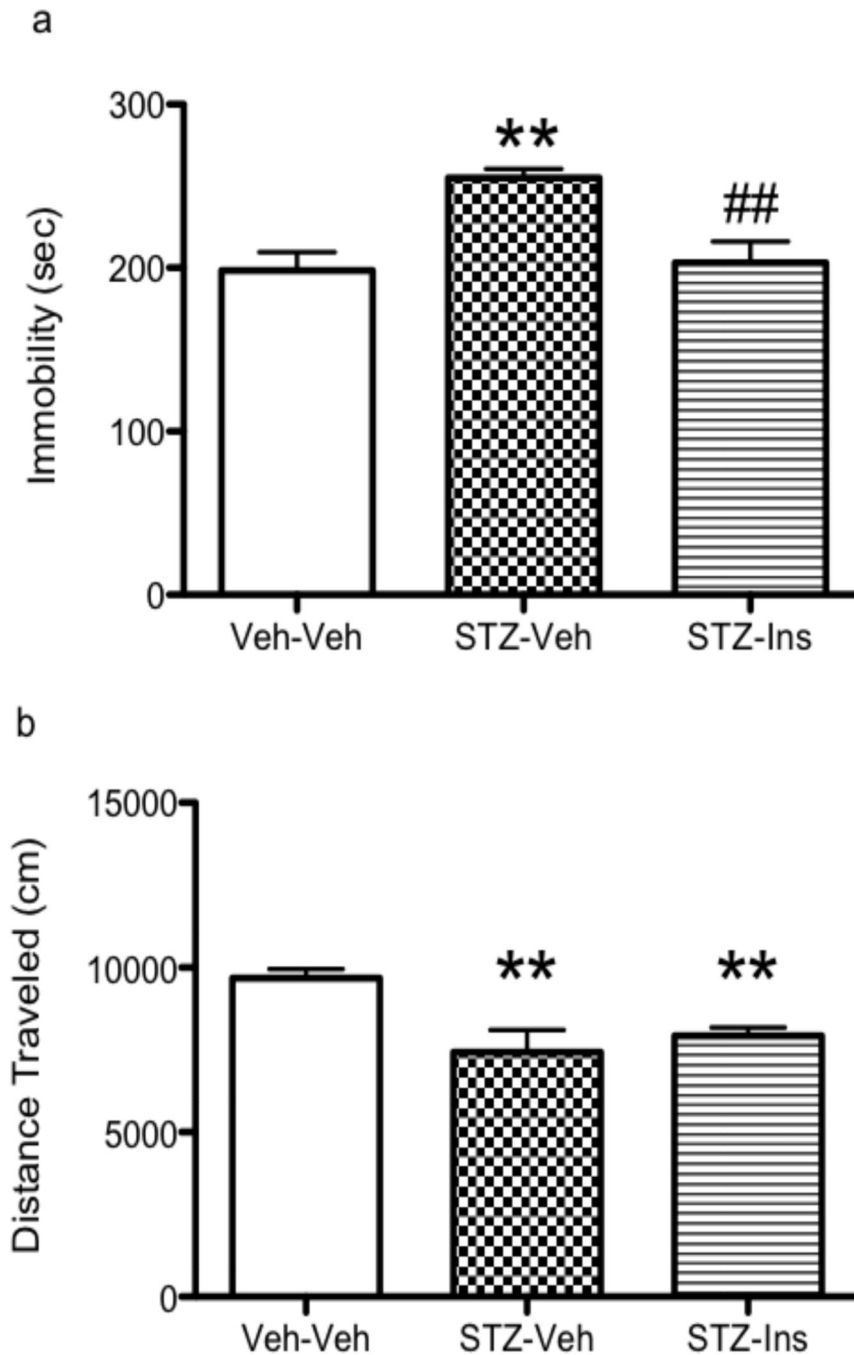 a
300
200
100
0
Immobility (sec)
**
##
Veh-Veh STZ-Veh STZ-Ins
b
15000
10000
5000
0
Distance Traveled (cm)
** **
Veh-Veh STZ-Veh STZ-Ins